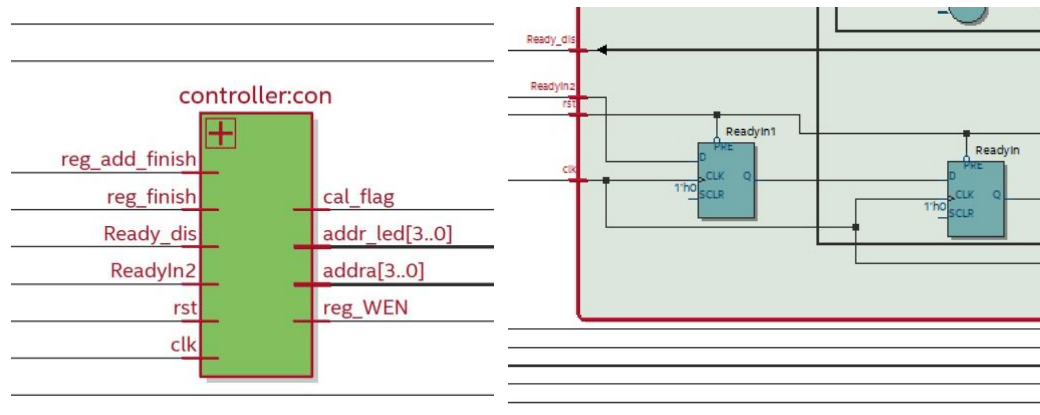 controller:con
reg_add_finish
reg_finish
cal_flag
Ready_dis
addr_led[3..0]
ReadyIn2
addra[3..0]
rst
reg_WEN
clk
Ready_dis
ReadyIn2
rst
ReadyIn1
PRE
D
clk
CLK
Q
1'h0
SCLR
ReadyIn
PRE
D
CLK
Q
1'h0
SCLR